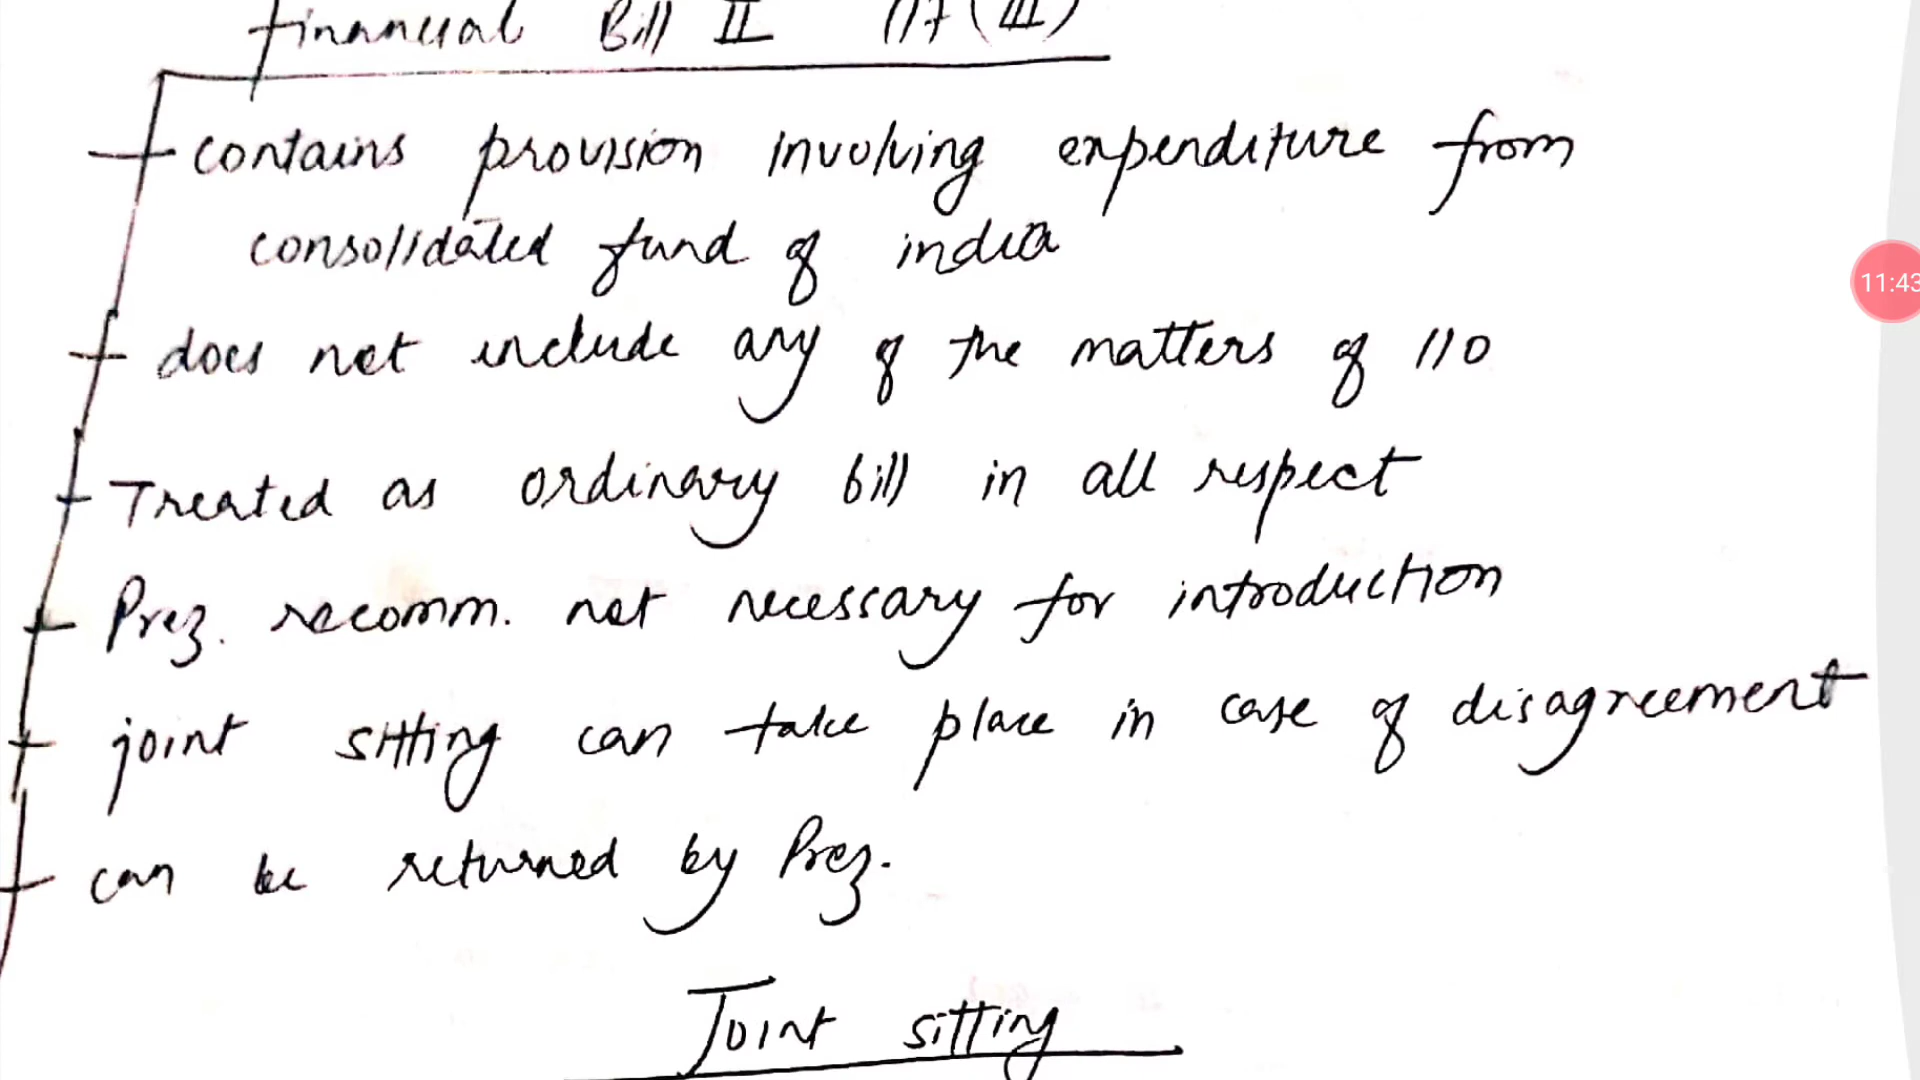 Financial Bill II 117 (III)
contains provision involving expenditure from
consolidated fund of india
11:43
does not include any of the matters of 110
Treated as ordinary bill in all respect
Prez. recomm. not necessary for introduction
joint sitting can take place in case of disagreement
can be returned by Prez.
Joint sitting